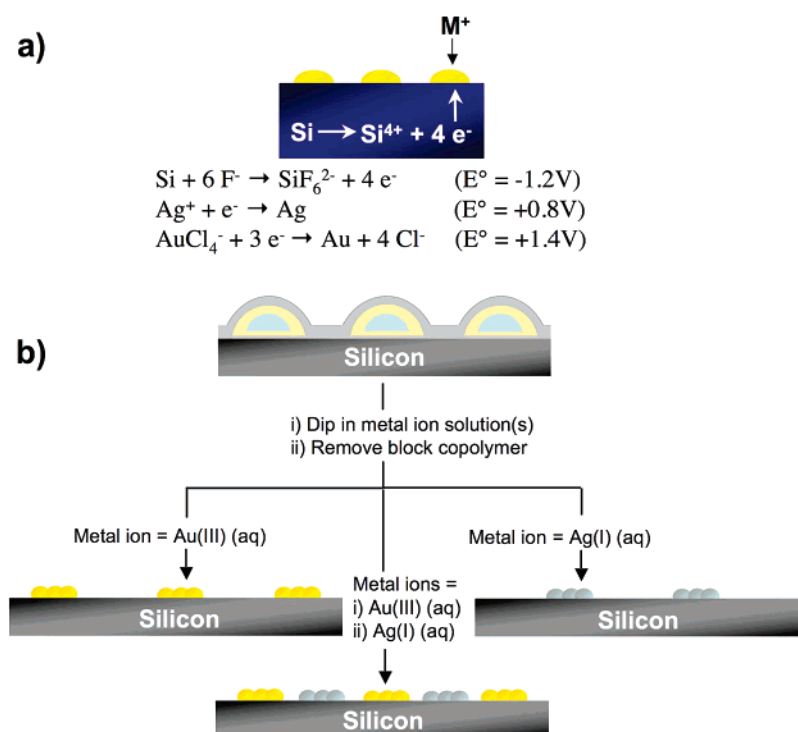 a)
M⁺
Si → Si⁴⁺ + 4 e⁻
Si + 6 F⁻ → SiF₆²⁻ + 4 e⁻ (E° = -1.2V)
Ag⁺ + e⁻ → Ag (E° = +0.8V)
AuCl₄⁻ + 3 e⁻ → Au + 4 Cl⁻ (E° = +1.4V)
b)
Silicon
i) Dip in metal ion solution(s)
ii) Remove block copolymer
Metal ion = Au(III) (aq)
Metal ion = Ag(I) (aq)
Metal ions =
i) Au(III) (aq)
ii) Ag(I) (aq)
Silicon
Silicon
Silicon